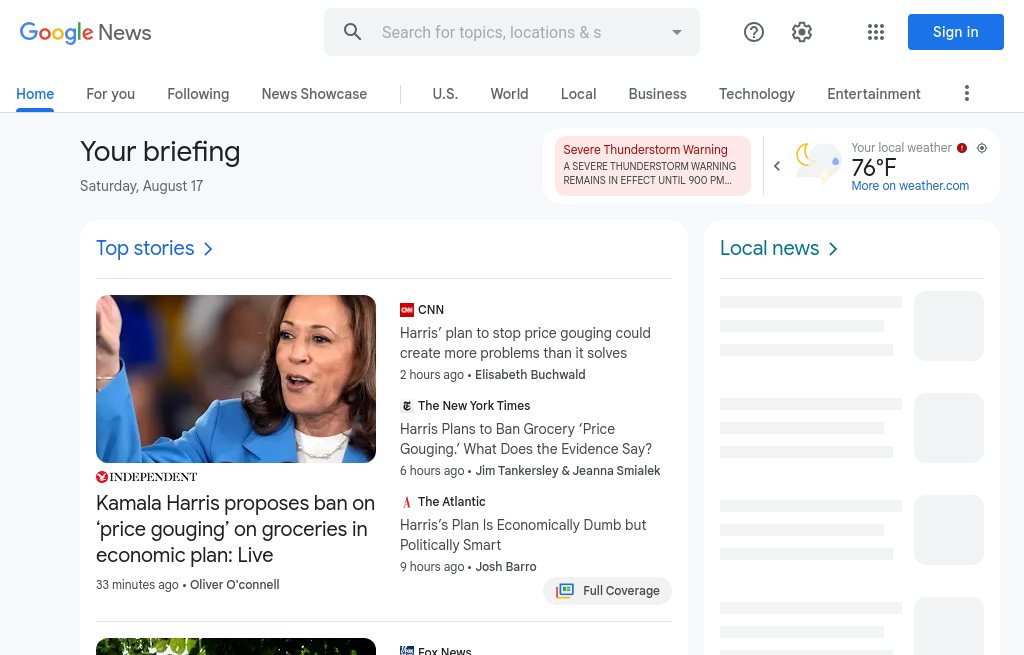 Google News
Search for topics, locations & s
Sign in
Home
For you
Following
News Showcase
U.S.
World
Local
Business
Technology
Entertainment
Your briefing
Saturday, August 17
Severe Thunderstorm Warning
A SEVERE THUNDERSTORM WARNING
REMAINS IN EFFECT UNTIL 900 PM...
Your local weather
76°F
More on weather.com
Top stories
INDEPENDENT
Kamala Harris proposes ban on
‘price gouging’ on groceries in
economic plan: Live
33 minutes ago • Oliver O'connell
CNN
CNN
Harris’ plan to stop price gouging could
create more problems than it solves
2 hours ago • Elisabeth Buchwald
The New York Times
Harris Plans to Ban Grocery ‘Price
Gouging.’ What Does the Evidence Say?
6 hours ago • Jim Tankersley & Jeanna Smialek
A The Atlantic
Harris’s Plan Is Economically Dumb but
Politically Smart
9 hours ago • Josh Barro
Full Coverage
Fox News
Local news